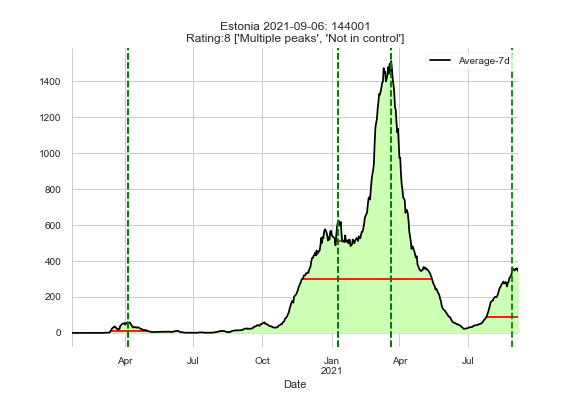 Estonia 2021-09-06: 144001
Rating:8 ['Multiple peaks', 'Not in control']
Average-7d
1400
1200
1000
800
600
400
200
0
Apr Jul Oct Jan Apr Jul
2021
Date